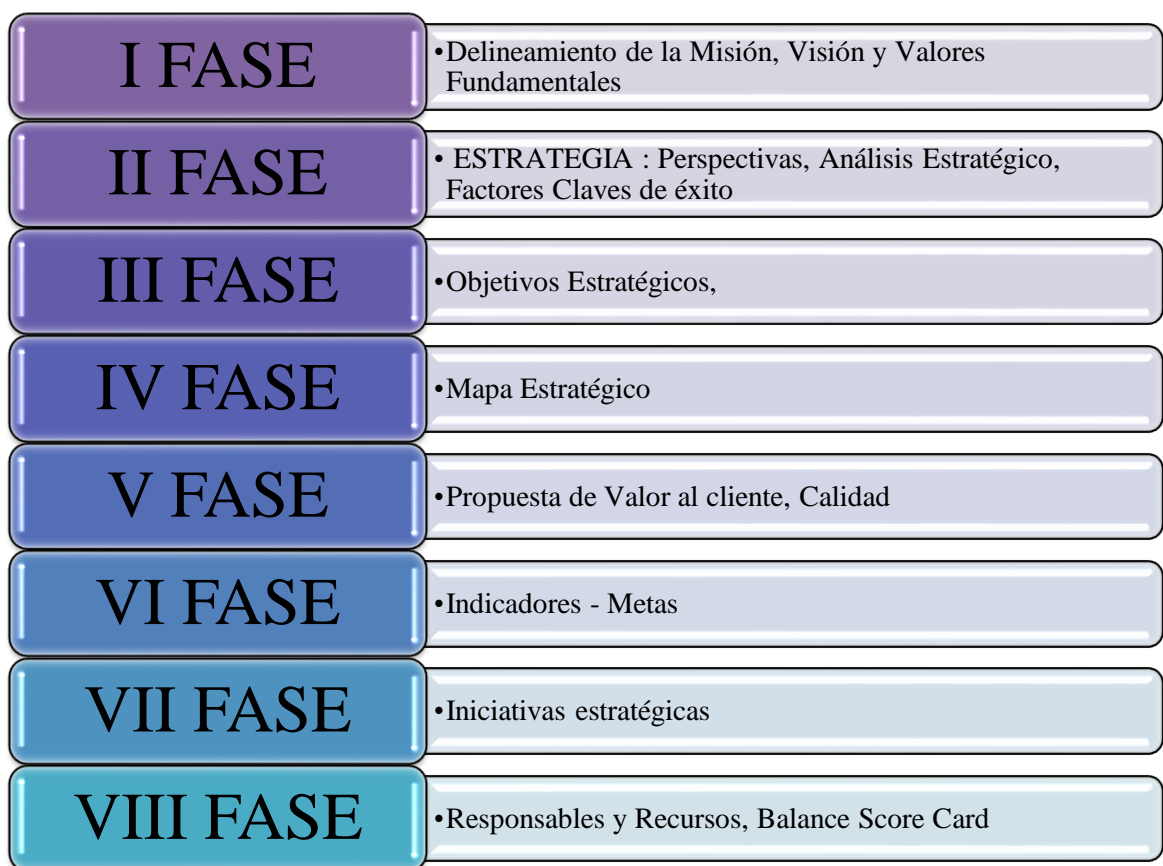 I FASE
•Delineamiento de la Misión, Visión y Valores
Fundamentales
II FASE
• ESTRATEGIA : Perspectivas, Análisis Estratégico,
Factores Claves de éxito
III FASE
•Objetivos Estratégicos,
IV FASE
•Mapa Estratégico
V FASE
•Propuesta de Valor al cliente, Calidad
VI FASE
•Indicadores - Metas
VII FASE
•Iniciativas estratégicas
VIII FASE
•Responsables y Recursos, Balance Score Card